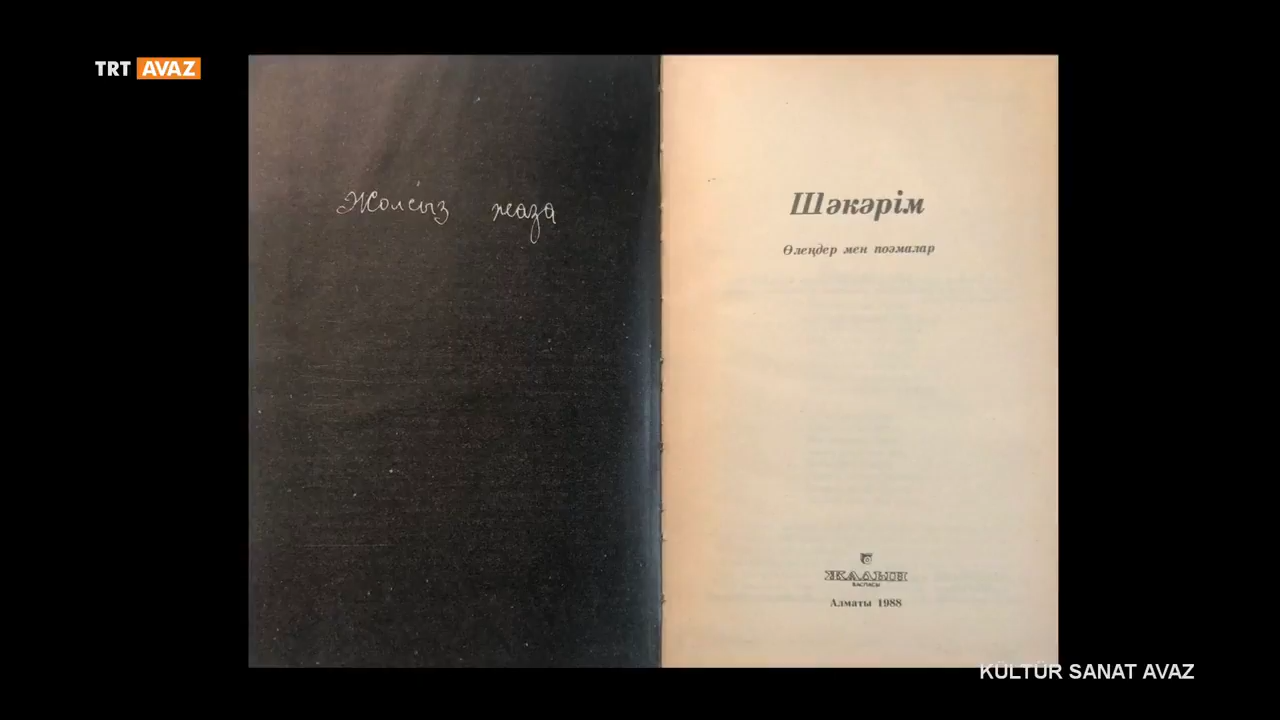 TRT AVAZ
Жолсыз жаза
Шәкәрім
Өлеңдер мен поэмалар
ЖАЛЫН
БАСПАСЫ
Алматы 1988
KÜLTÜR SANAT AVAZ